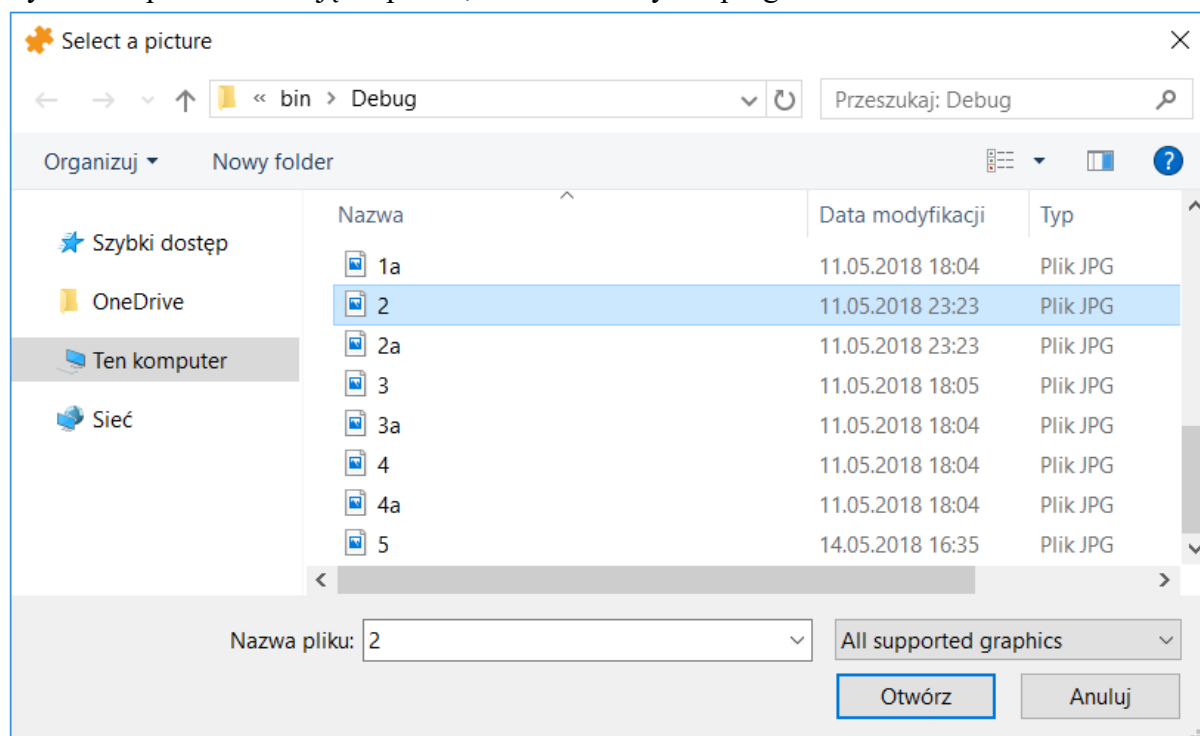 Select a picture
« bin > Debug
Przeszukaj: Debug
Organizuj
Nowy folder
?
Nazwa
Data modyfikacji
Typ
Szybki dostęp
OneDrive
Ten komputer
Sieć
1a 11.05.2018 18:04 Plik JPG
2 11.05.2018 23:23 Plik JPG
2a 11.05.2018 23:23 Plik JPG
3 11.05.2018 18:05 Plik JPG
3a 11.05.2018 18:04 Plik JPG
4 11.05.2018 18:04 Plik JPG
4a 11.05.2018 18:04 Plik JPG
5 14.05.2018 16:35 Plik JPG
Nazwa pliku: 2
All supported graphics
Otwórz
Anuluj